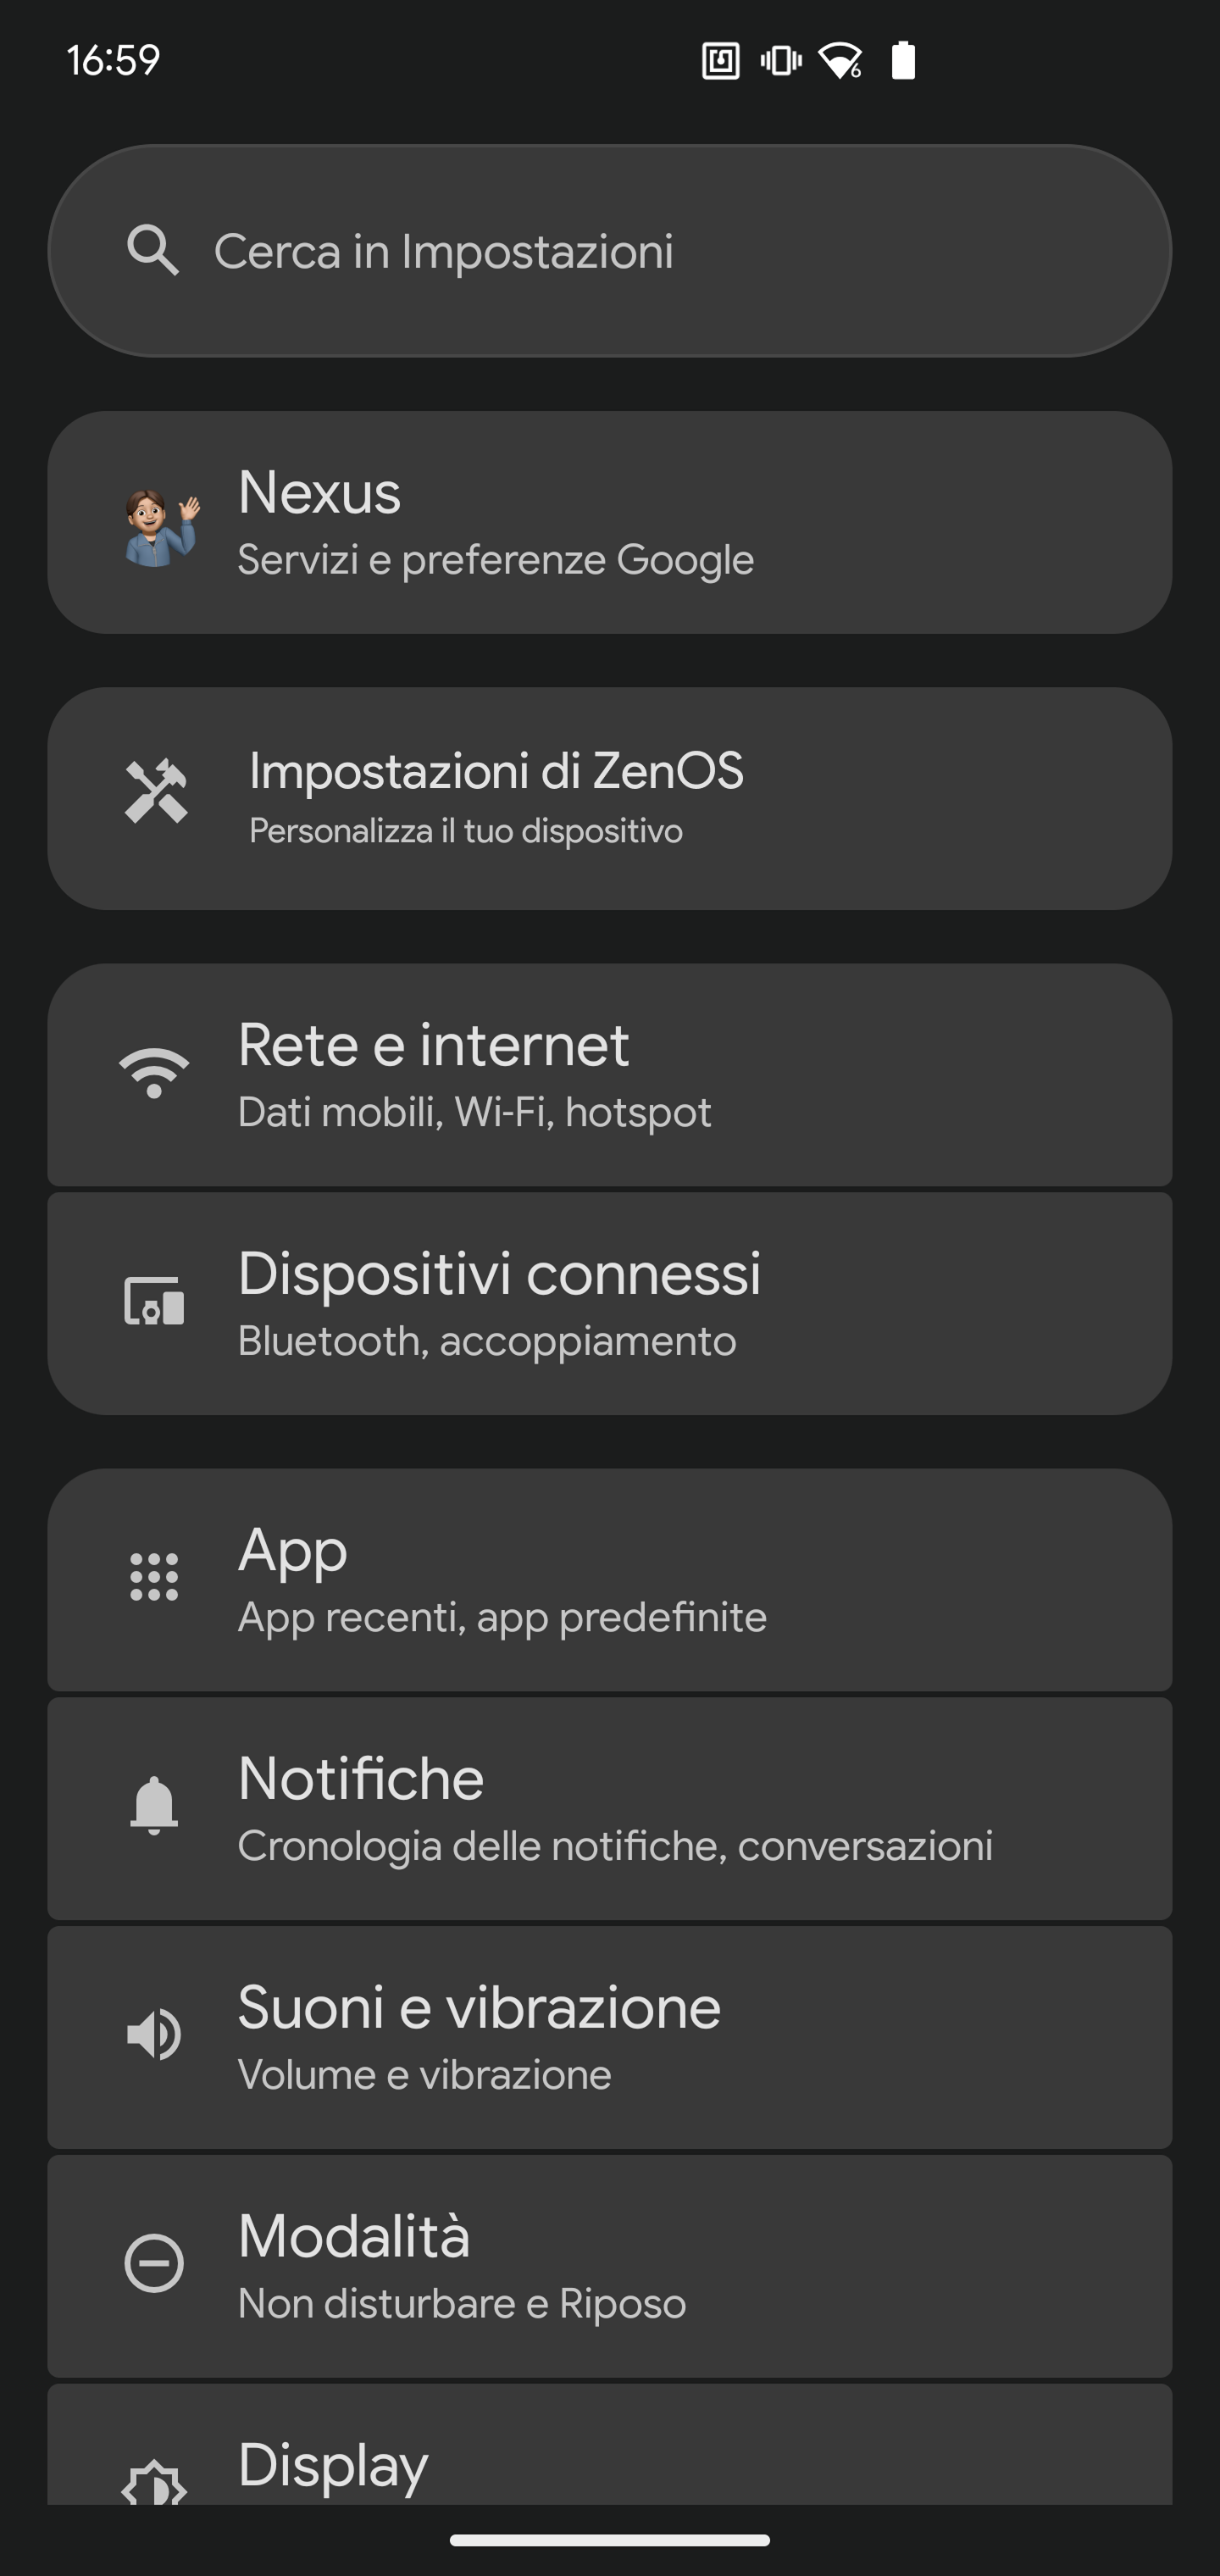 16:59
6
Cerca in Impostazioni
Nexus
Servizi e preferenze Google
Impostazioni di ZenOS
Personalizza il tuo dispositivo
Rete e internet
Dati mobili, Wi-Fi, hotspot
Dispositivi connessi
Bluetooth, accoppiamento
App
App recenti, app predefinite
Notifiche
Cronologia delle notifiche, conversazioni
Suoni e vibrazione
Volume e vibrazione
Modalità
Non disturbare e Riposo
Display